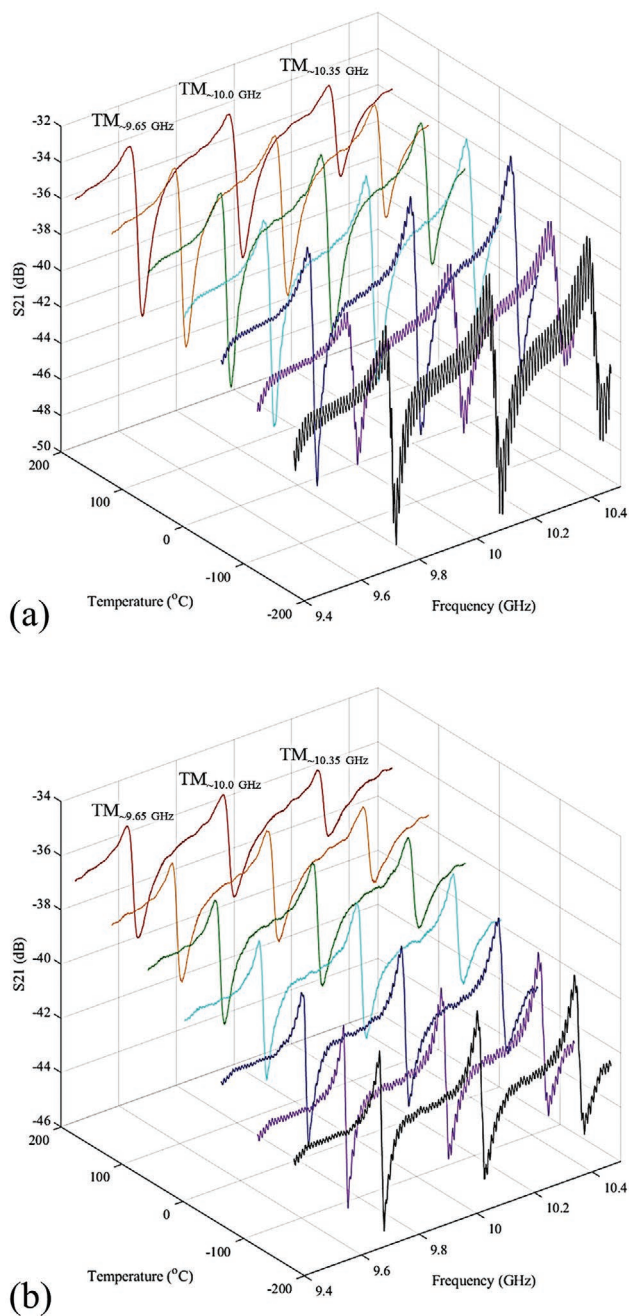 TM~9.65 GHz
TM~10.0 GHz
TM~10.35 GHz
-32
-34
-36
-38
-40
-42
-44
-46
-48
-50
S21 (dB)
200
100
0
-100
-200
Temperature (°C)
9.4
9.6
9.8
10
10.2
10.4
Frequency (GHz)
(a)
TM~9.65 GHz
TM~10.0 GHz
TM~10.35 GHz
-34
-36
-38
-40
-42
-44
-46
S21 (dB)
200
100
0
-100
-200
Temperature (°C)
9.4
9.6
9.8
10
10.2
10.4
Frequency (GHz)
(b)